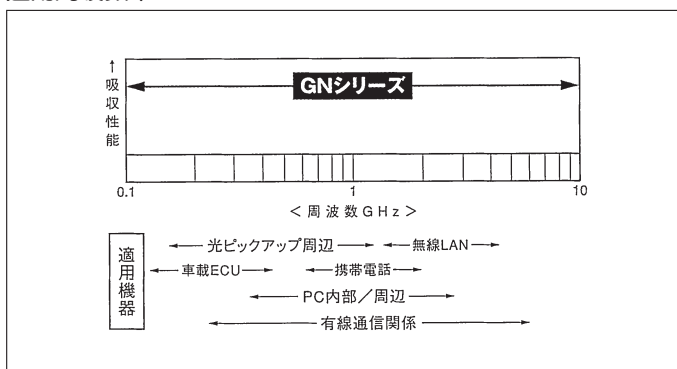 ↑吸収性能
GNシリーズ
0.1 1 10
＜周波数GHz＞
適用機器
光ピックアップ周辺 無線LAN
車載ECU 携帯電話
PC内部／周辺
有線通信関係